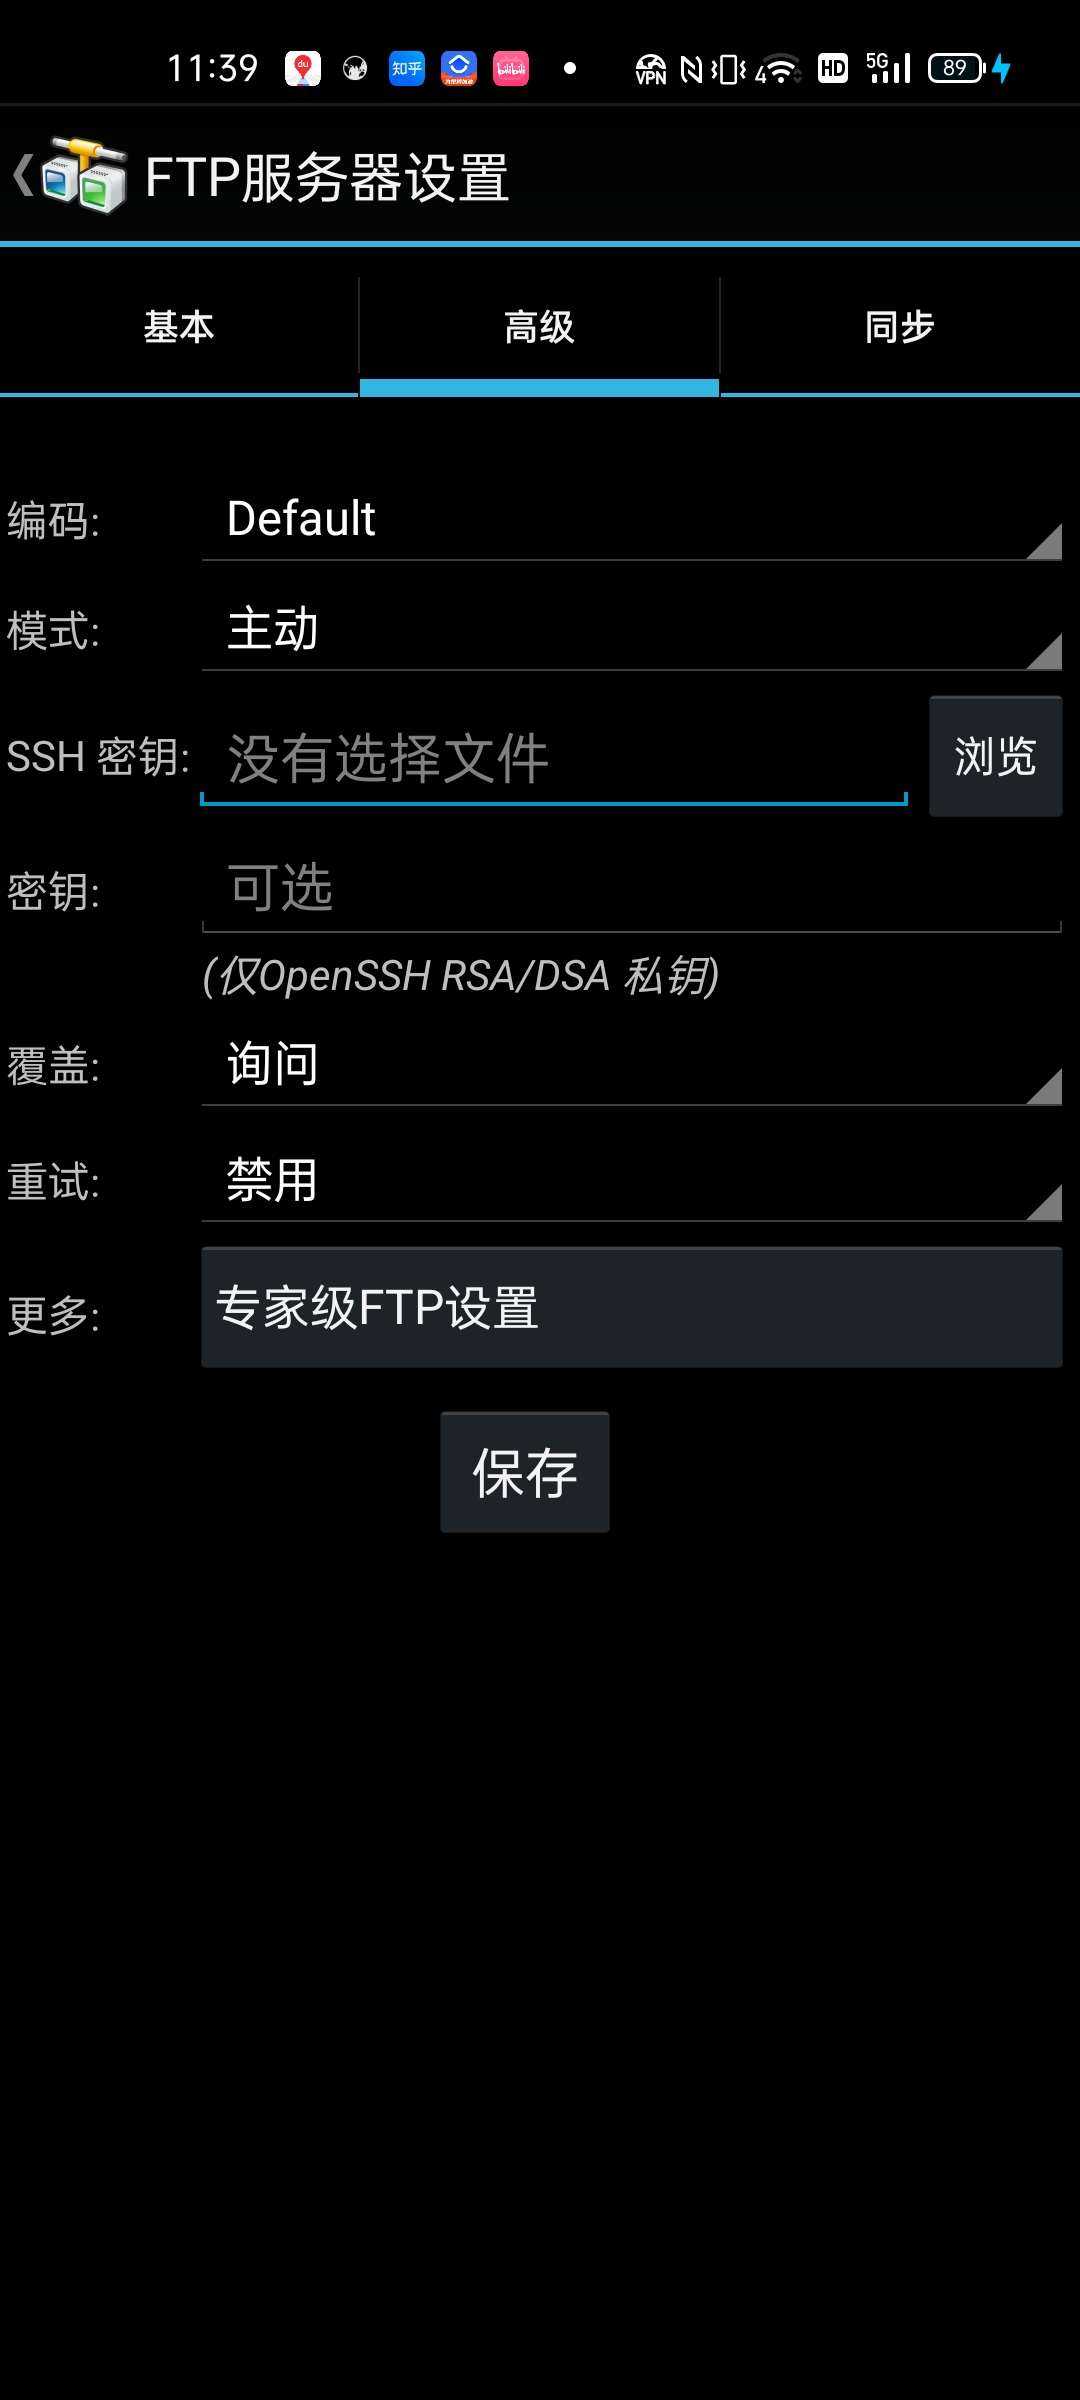 11:39 du 知乎 VPN 4 HD 5G 89
FTP服务器设置
基本 高级 同步
编码: Default
模式: 主动
SSH 密钥: 没有选择文件 浏览
密钥: 可选
(仅OpenSSH RSA/DSA 私钥)
覆盖: 询问
重试: 禁用
更多: 专家级FTP设置
保存